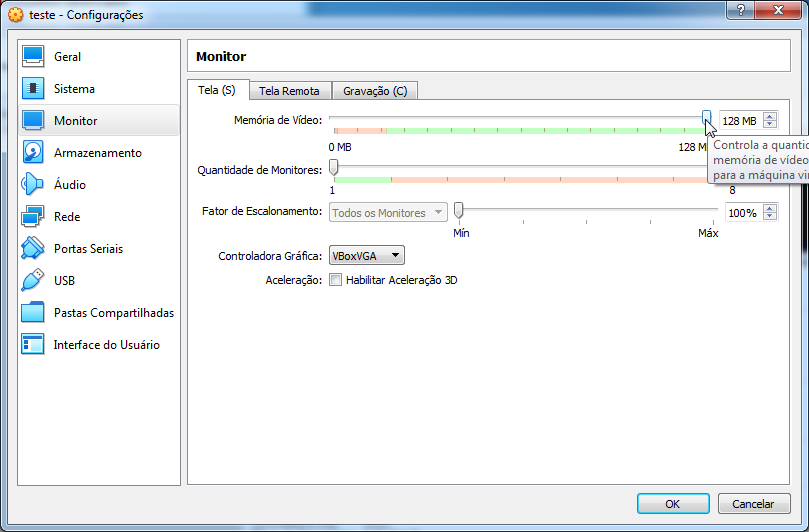 teste - Configurações
Geral
Sistema
Monitor
Armazenamento
Áudio
Rede
Portas Seriais
USB
Pastas Compartilhadas
Interface do Usuário
Monitor
Tela (S)
Tela Remota
Gravação (C)
Memória de Vídeo:
128 MB
0 MB
128 M
Controla a quantid
memória de vídeo
para a máquina vir
Quantidade de Monitores:
1
8
Fator de Escalonamento:
Todos os Monitores
100%
Mín
Máx
Controladora Gráfica:
VBoxVGA
Aceleração:
Habilitar Aceleração 3D
OK
Cancelar